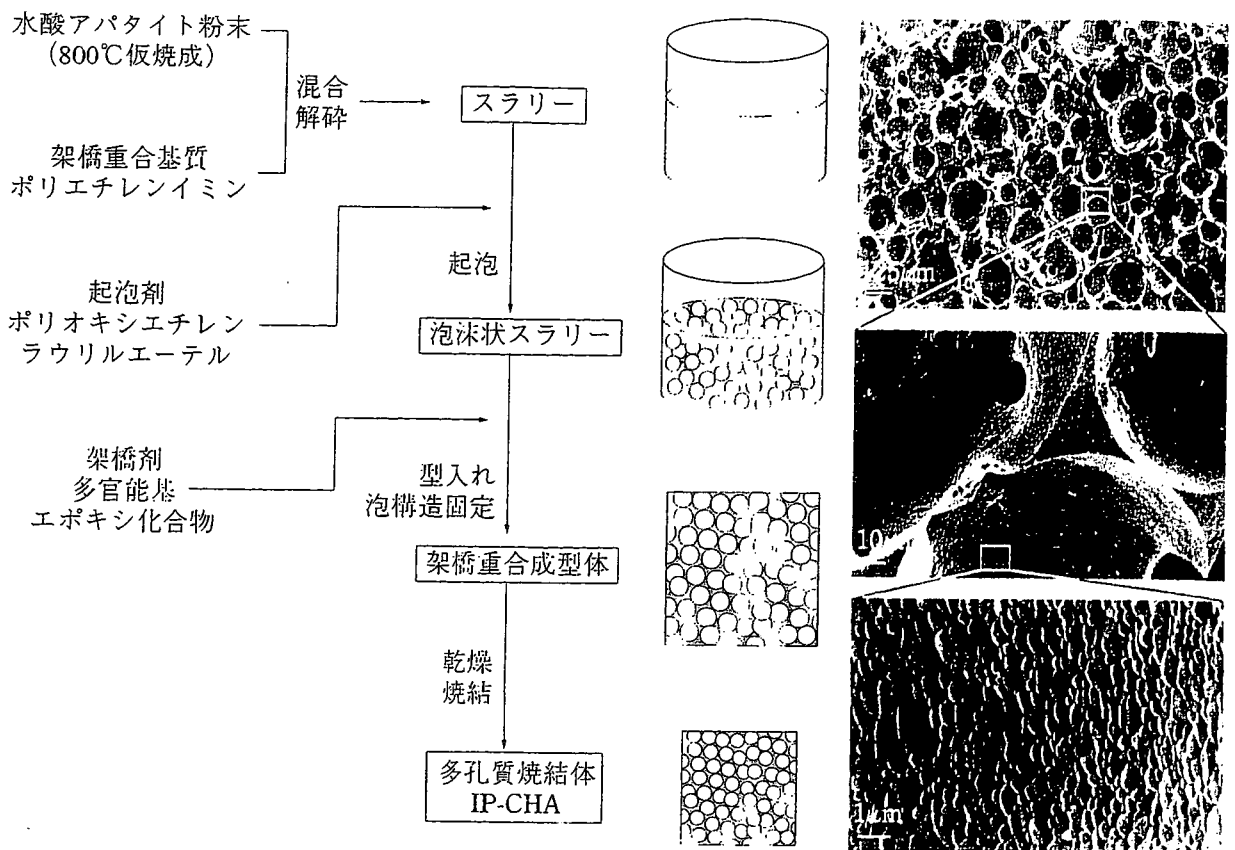 水酸アパタイト粉末
(800℃仮焼成)
混合
解砕
スラリー
架橋重合基質
ポリエチレンイミン
起泡
起泡剤
ポリオキシエチレン
ラウリルエーテル
泡沫状スラリー
架橋剤
多官能基
エポキシ化合物
型入れ
泡構造固定
架橋重合成型体
乾燥
焼結
多孔質焼結体
IP-CHA
1μm